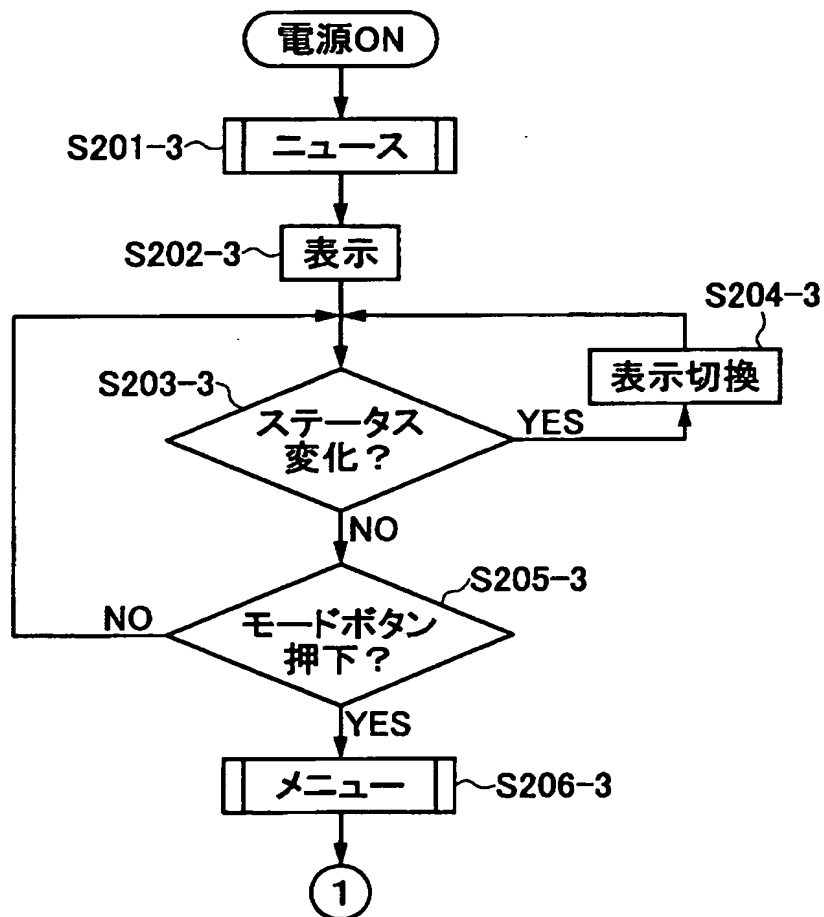 電源ON
S201-3
ニュース
S202-3
表示
S204-3
表示切換
S203-3
ステータス
変化？
YES
NO
S205-3
NO
モードボタン
押下？
YES
メニュー
S206-3
1